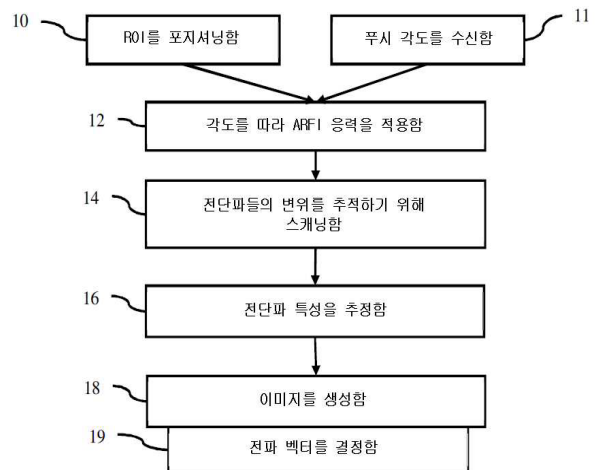 10
ROI를 포지셔닝함
푸시 각도를 수신함
11
12
각도를 따라 ARFI 응력을 적용함
14
전단파들의 변위를 추적하기 위해
스캐닝함
16
전단파 특성을 추정함
18
이미지를 생성함
19
전파 벡터를 결정함